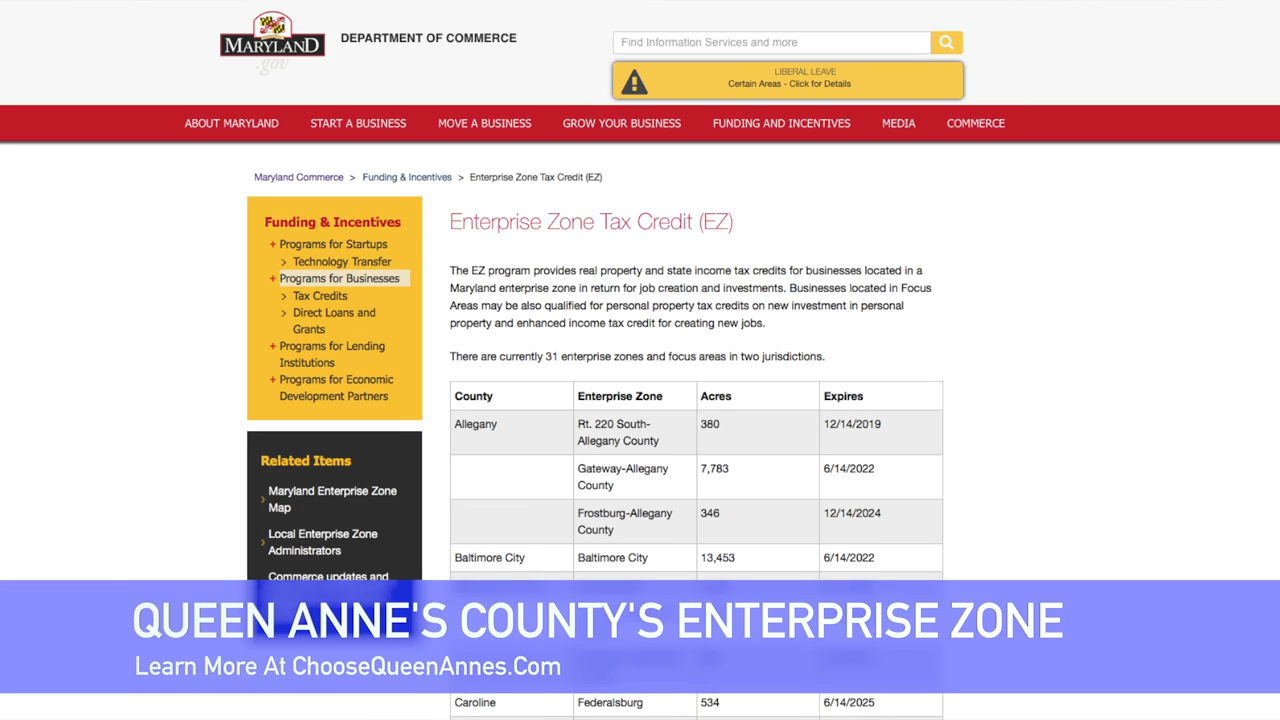 MARYLAND
.gov
DEPARTMENT OF COMMERCE
Find Information Services and more
LIBERAL LEAVE
Certain Areas - Click for Details
ABOUT MARYLAND START A BUSINESS MOVE A BUSINESS GROW YOUR BUSINESS FUNDING AND INCENTIVES MEDIA COMMERCE
Maryland Commerce > Funding & Incentives > Enterprise Zone Tax Credit (EZ)
Funding & Incentives
+ Programs for Startups
> Technology Transfer
+ Programs for Businesses
> Tax Credits
> Direct Loans and
Grants
+ Programs for Lending
Institutions
+ Programs for Economic
Development Partners
Related Items
Maryland Enterprise Zone
Map
Local Enterprise Zone
Administrators
Commerce updates and
Enterprise Zone Tax Credit (EZ)
The EZ program provides real property and state income tax credits for businesses located in a
Maryland enterprise zone in return for job creation and investments. Businesses located in Focus
Areas may be also qualified for personal property tax credits on new investment in personal
property and enhanced income tax credit for creating new jobs.
There are currently 31 enterprise zones and focus areas in two jurisdictions.
County Enterprise Zone Acres Expires
Allegany Rt. 220 South- 380 12/14/2019
Allegany County
Gateway-Allegany 7,783 6/14/2022
County
Frostburg-Allegany 346 12/14/2024
County
Baltimore City Baltimore City 13,453 6/14/2022
QUEEN ANNE'S COUNTY'S ENTERPRISE ZONE
Learn More At ChooseQueenAnnes.Com
Caroline Federalsburg 534 6/14/2025